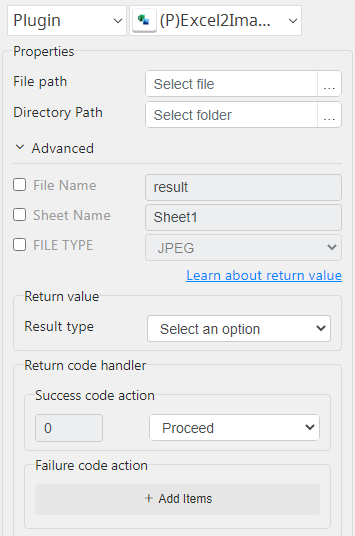 Plugin (P)Excel2Ima...
Properties
File path Select file ...
Directory Path Select folder ...
Advanced
File Name result
Sheet Name Sheet1
FILE TYPE JPEG
Learn about return value
Return value
Result type Select an option
Return code handler
Success code action
0 Proceed
Failure code action
+ Add Items